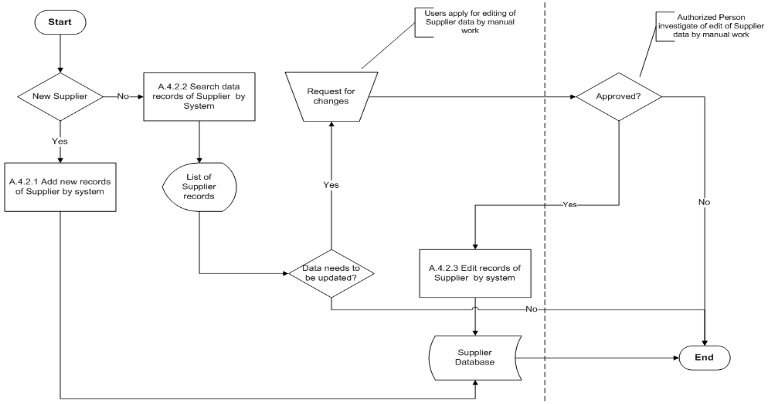 Start
New Supplier
No
Yes
A.4.2.1 Add new records
of Supplier by system
A.4.2.2 Search data
records of Supplier by
System
List of
Supplier
records
Data needs to
be updated?
Yes
No
Request for
changes
Users apply for editing of
Supplier data by manual
work
Approved?
Authorized Person
investigate of edit of Supplier
data by manual work
Yes
No
A.4.2.3 Edit records of
Supplier by system
Supplier
Database
End